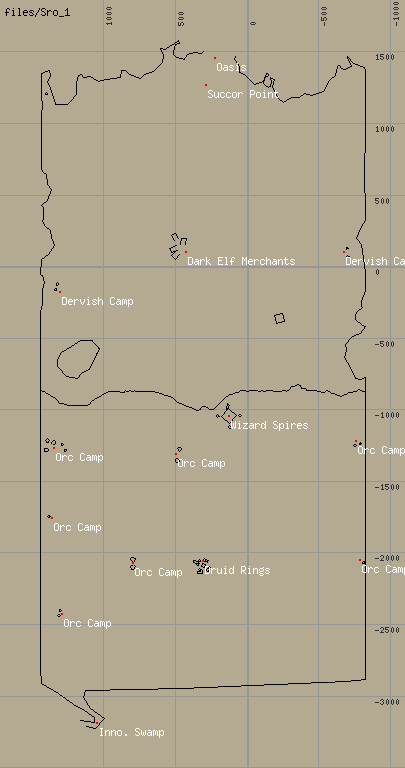 files/Sro_1
1000
500
0
-500
-1000
1500
Oasis
Succor Point
1000
500
Dark Elf Merchants
Dervish Ca
0
Dervish Camp
-500
-1000
Wizard Spires
Orc Camp
Orc Camp
Orc Camp
-1500
Orc Camp
-2000
Orc Camp
Druid Rings
Orc Camp
Orc Camp
-2500
-3000
Inno. Swamp